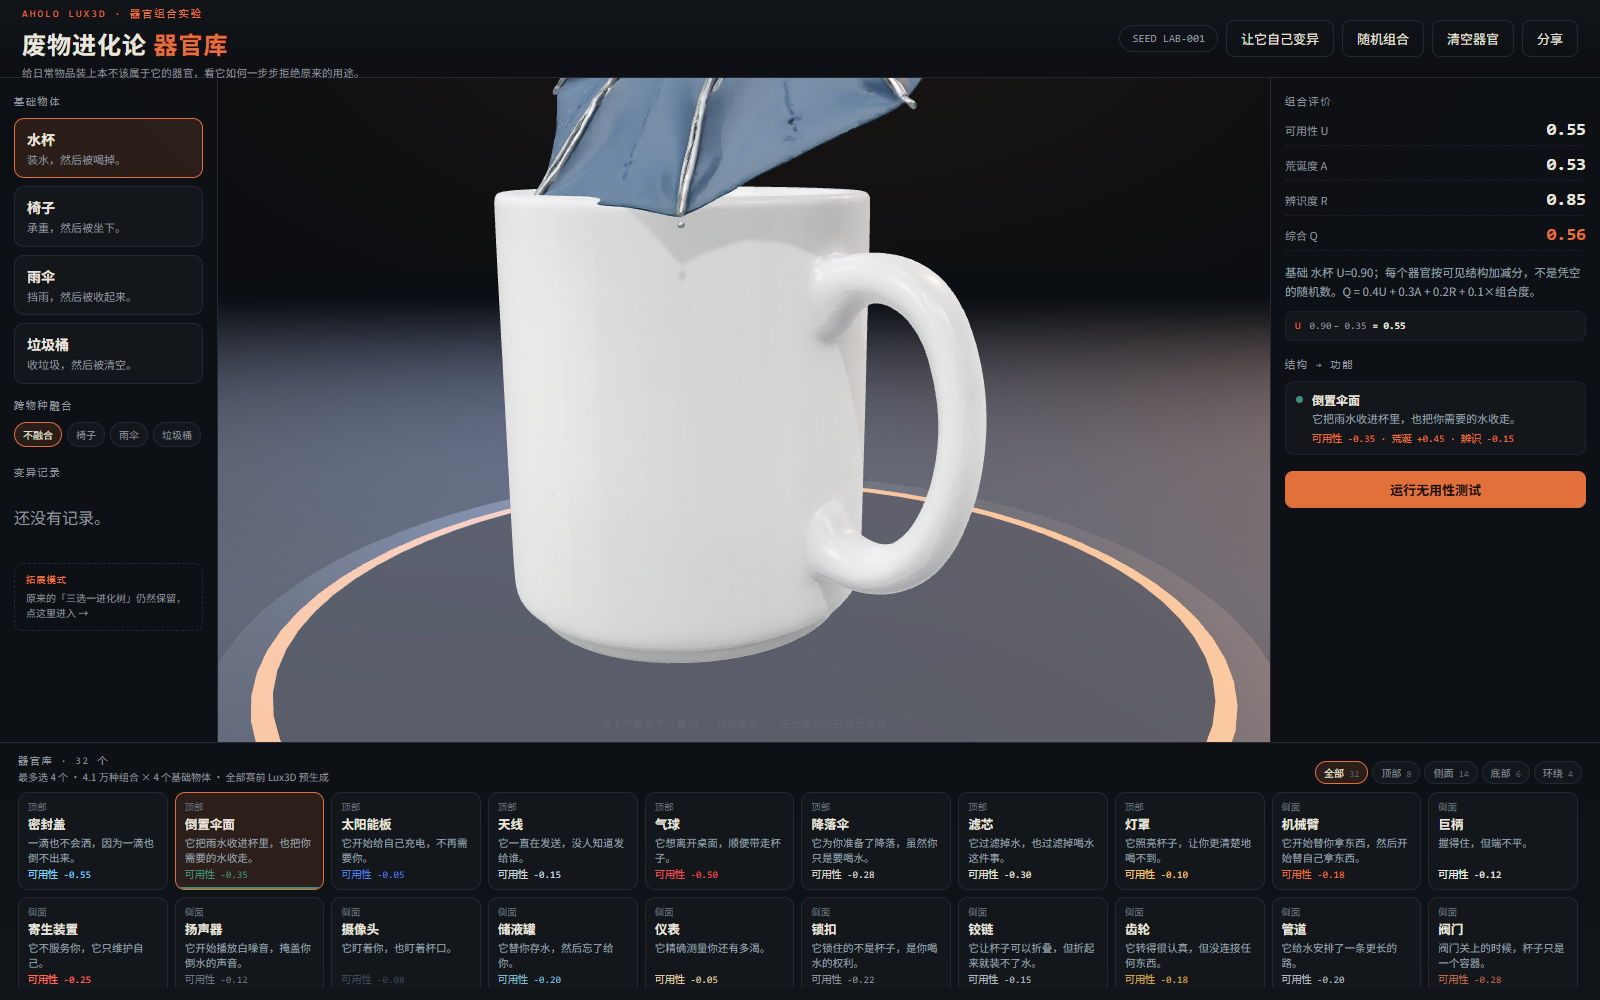 AHOLO LUX3D · 器官组合实验
废物进化论 器官库
给日常物品装上本不该属于它的器官，看它如何一步步拒绝原来的用途。
SEED LAB-001
让它自己变异
随机组合
清空器官
分享
基础物体
水杯
装水，然后被喝掉。
椅子
承重，然后被坐下。
雨伞
挡雨，然后被收起来。
垃圾桶
收垃圾，然后被清空。
跨物种融合
不融合 椅子 雨伞 垃圾桶
变异记录
还没有记录。
拓展模式
原来的「三选一进化树」仍然保留，
点这里进入 →
组合评价
可用性 U 0.55
荒诞度 A 0.53
辨识度 R 0.85
综合 Q 0.56
基础 水杯 U=0.90；每个器官按可见结构加减分，不是凭空
的随机数。Q = 0.4U + 0.3A + 0.2R + 0.1×组合度。
U 0.90 − 0.35 = 0.55
结构 → 功能
倒置伞面
它把雨水收进杯里，也把你需要的水收走。
可用性 -0.35 · 荒诞 +0.45 · 辨识 -0.15
运行无用性测试
器官库 · 32 个
最多选 4 个 · 4.1 万种组合 × 4 个基础物体 · 全部赛前 Lux3D 预生成
全部 32 顶部 8 侧面 14 底部 6 环绕 4
顶部
密封盖
一滴也不会洒，因为一滴也
倒不出来。
可用性 -0.55
顶部
倒置伞面
它把雨水收进杯里，也把你
需要的水收走。
可用性 -0.35
顶部
太阳能板
它开始给自己充电，不再需
要你。
可用性 -0.05
顶部
天线
它一直在发送，没人知道发
给谁。
可用性 -0.15
顶部
气球
它想离开桌面，顺便带走杯
子。
可用性 -0.50
顶部
降落伞
它为你准备了降落，虽然你
只是要喝水。
可用性 -0.28
顶部
滤芯
它过滤掉水，也过滤掉喝水
这件事。
可用性 -0.30
顶部
灯罩
它照亮杯子，让你更清楚地
喝不到。
可用性 -0.10
侧面
机械臂
它开始替你拿东西，然后开
始替自己拿东西。
可用性 -0.18
侧面
巨柄
握得住，但端不平。
可用性 -0.12
侧面
寄生装置
它不服务你，它只维护自
己。
可用性 -0.25
侧面
扬声器
它开始播放白噪音，掩盖你
倒水的声音。
可用性 -0.12
侧面
摄像头
它盯着你，也盯着杯口。
可用性 -0.08
侧面
储液罐
它替你存水，然后忘了给
你。
可用性 -0.20
侧面
仪表
它精确测量你还有多渴。
可用性 -0.05
侧面
锁扣
它锁住的不是杯子，是你喝
水的权利。
可用性 -0.22
侧面
铰链
它让杯子可以折叠，但折起
来就装不了水。
可用性 -0.15
侧面
齿轮
它转得很认真，但没连接任
何东西。
可用性 -0.18
侧面
管道
它给水安排了一条更长的
路。
可用性 -0.20
侧面
阀门
阀门关上的时候，杯子只是
一个容器。
可用性 -0.28